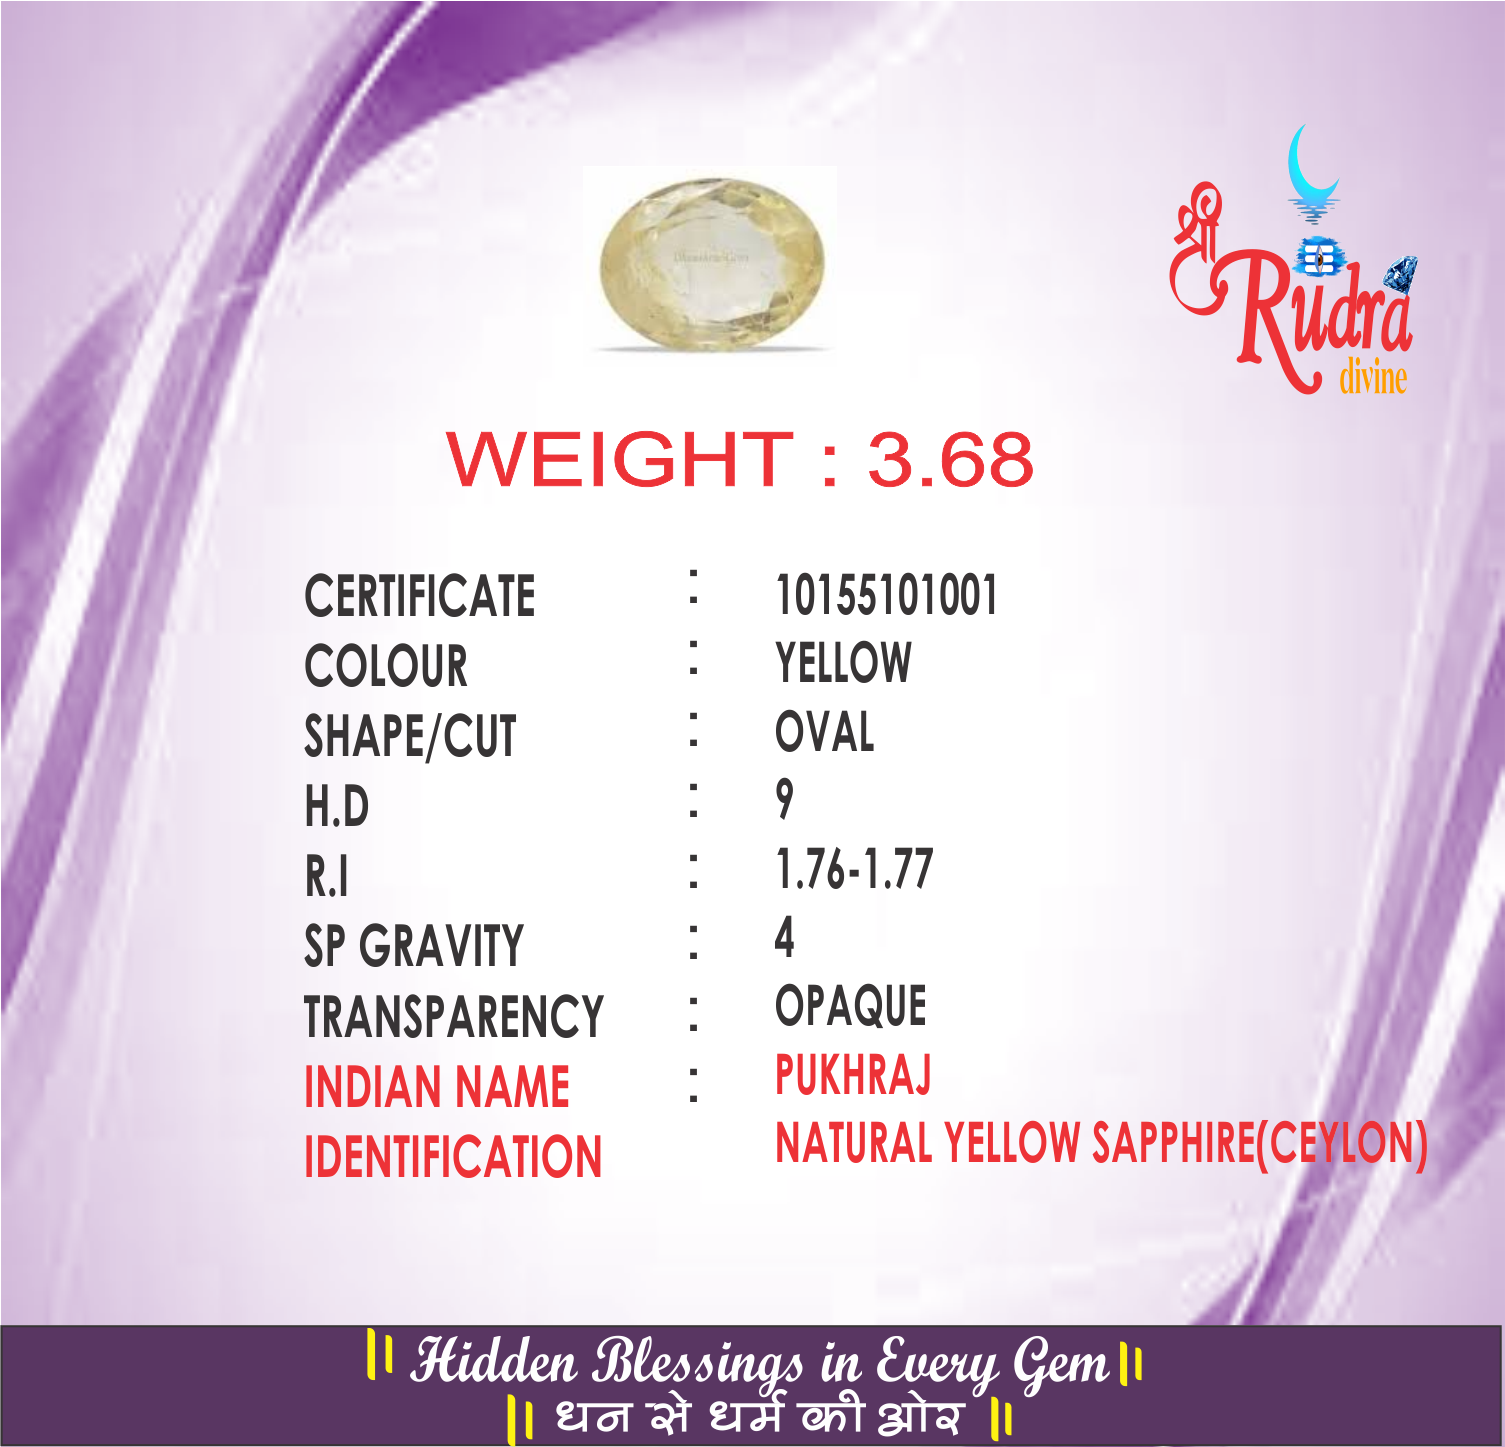 श्री
Rudra
divine
WEIGHT : 3.68
CERTIFICATE : 10155101001
COLOUR : YELLOW
SHAPE/CUT : OVAL
H.D : 9
R.I : 1.76-1.77
SP GRAVITY : 4
TRANSPARENCY : OPAQUE
INDIAN NAME : PUKHRAJ
IDENTIFICATION NATURAL YELLOW SAPPHIRE(CEYLON)
|| Hidden Blessings in Every Gem ||
|| धन से धर्म की ओर ||